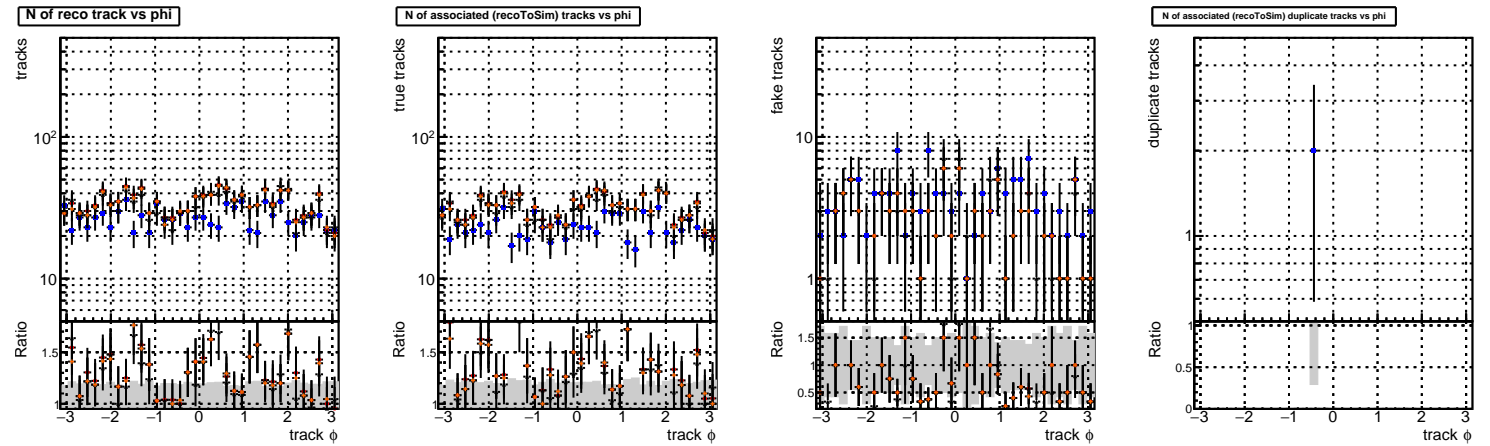 N of reco track vs phi
tracks
10²
10
Ratio
1.5
1
−3 −2 −1 0 1 2 3
track ϕ
N of associated (recoToSim) tracks vs phi
true tracks
10²
10
Ratio
1.5
1
−3 −2 −1 0 1 2 3
track ϕ
fake tracks
10
1
Ratio
1.5
1
0.5
−3 −2 −1 0 1 2 3
track ϕ
N of associated (recoToSim) duplicate tracks vs phi
duplicate tracks
1
Ratio
1
0.5
0
−3 −2 −1 0 1 2 3
track ϕ